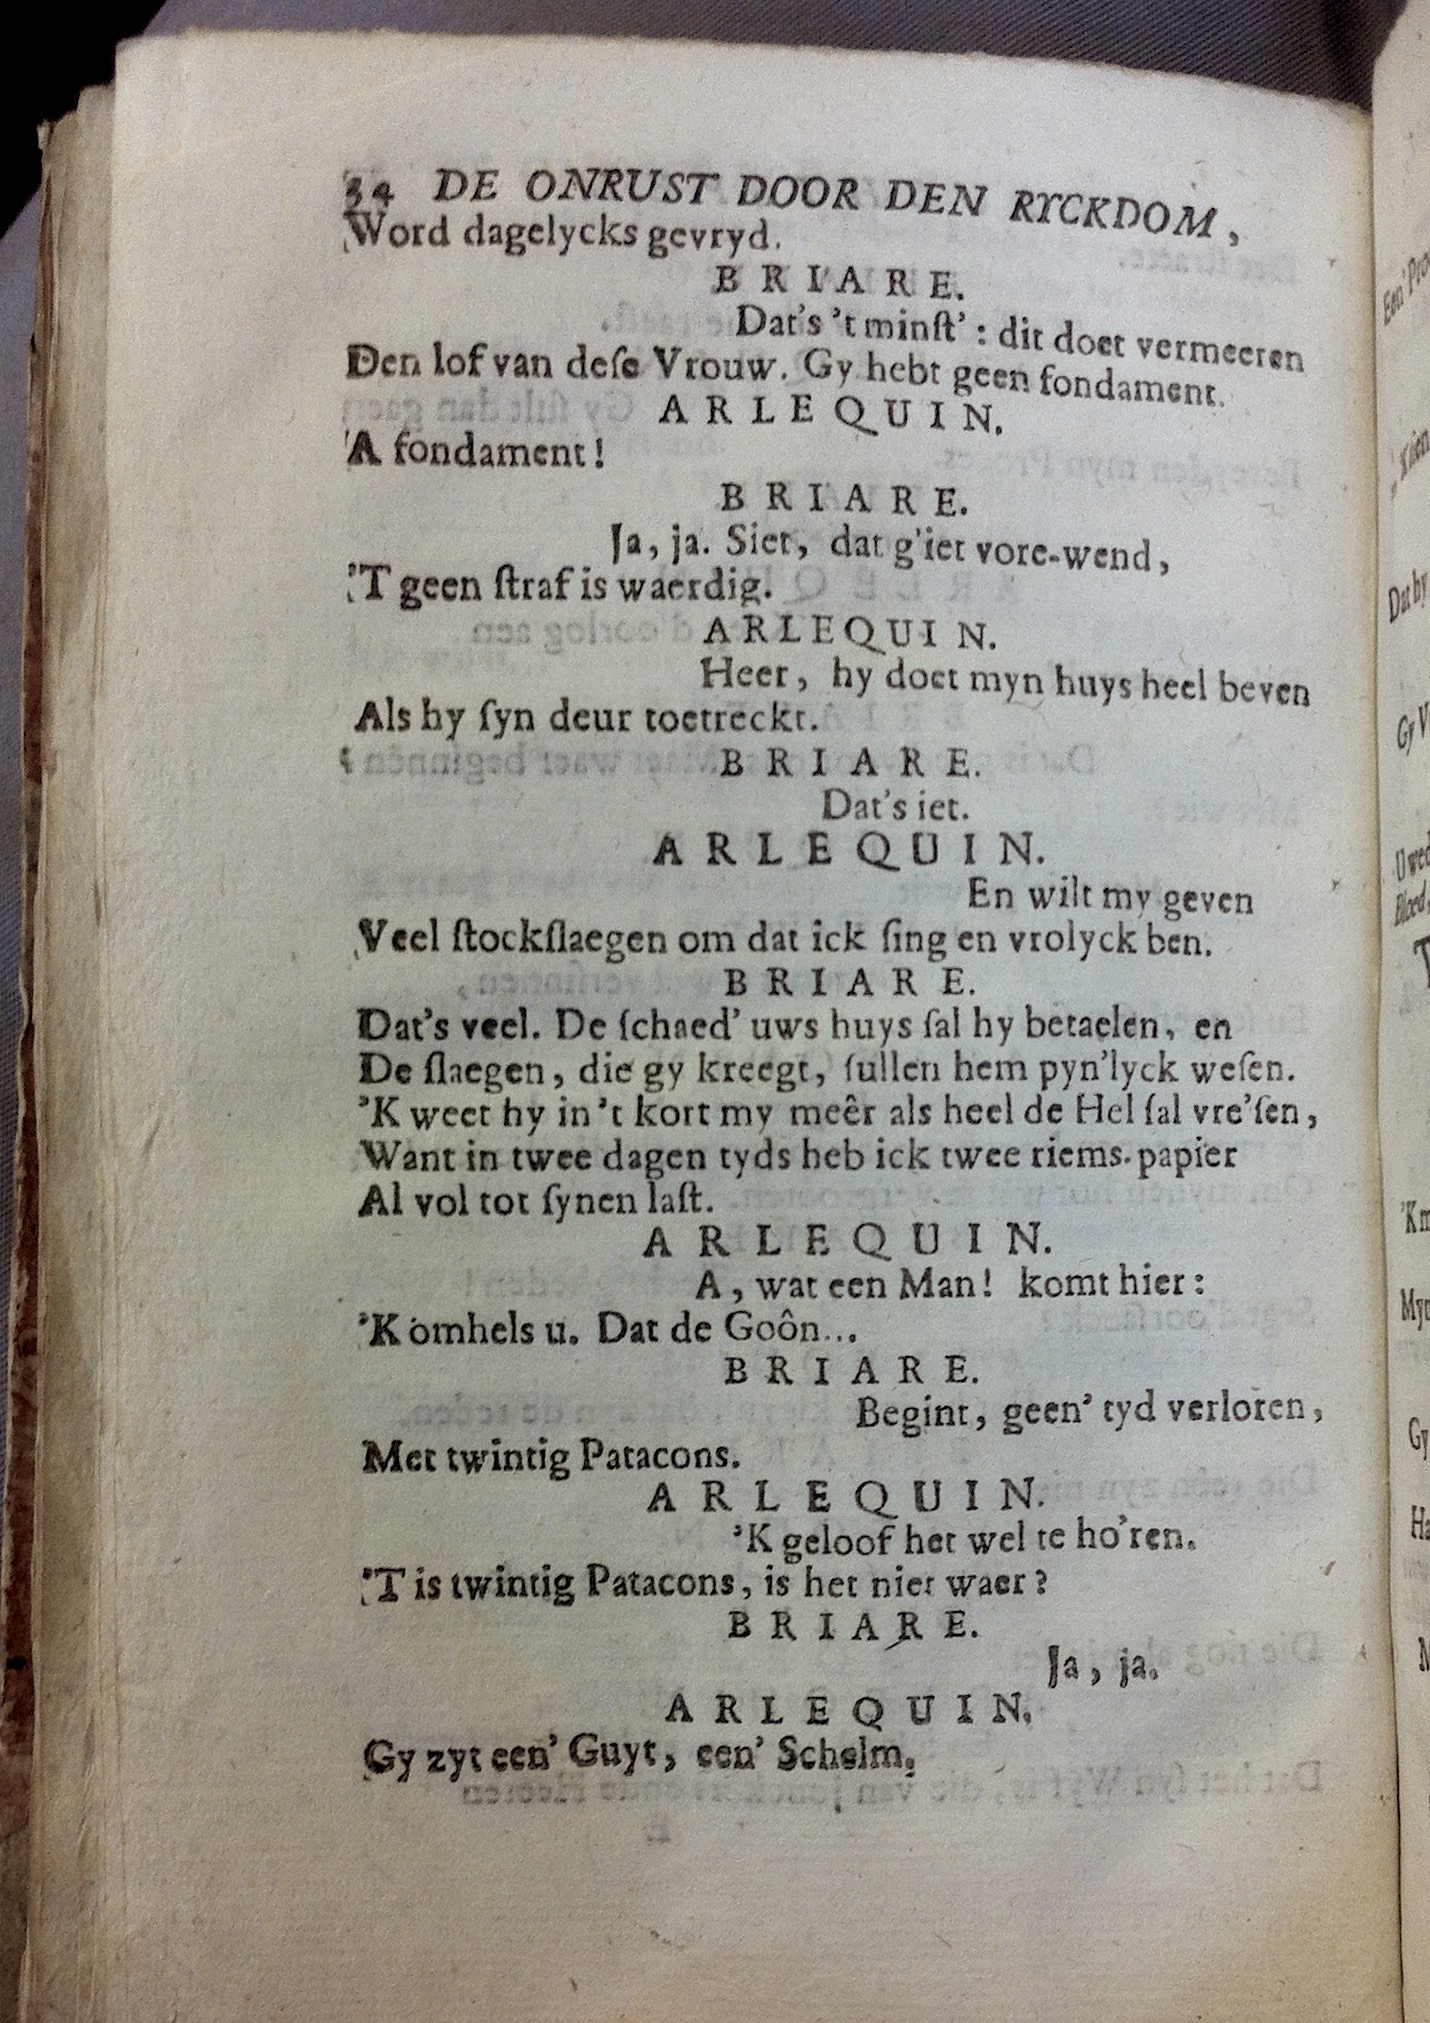 34 DE ONRUST DOOR DEN RYCKDOM,
Word dagelycks gevryd.
BRIARE.
Dat's 't minſt' : dit doet vermeeren
Den lof van deſe Vrouw. Gy hebt geen fondament.
ARLEQUIN.
A fondament!
BRIARE.
Ja, ja. Siet, dat g'iet vore-wend,
'T geen ſtraf is waerdig.
ARLEQUIN.
Heer, hy doet myn huys heel beven
Als hy ſyn deur toetreckt.
BRIARE.
Dat's iet.
ARLEQUIN.
En wilt my geven
Veel ſtockſlaegen om dat ick ſing en vrolyck ben.
BRIARE.
Dat's veel. De ſchaed' uws huys ſal hy betaelen, en
De ſlaegen, die gy kreegt, ſullen hem pyn'lyck weſen.
'K weet hy in 't kort my meêr als heel de Hel ſal vre'ſen,
Want in twee dagen tyds heb ick twee riems papier
Al vol tot ſynen laſt.
ARLEQUIN.
A, wat een Man! komt hier:
'K omhels u. Dat de Goôn...
BRIARE.
Begint, geen' tyd verloren,
Met twintig Patacons.
ARLEQUIN.
'K geloof het wel te ho'ren.
'T is twintig Patacons, is het niet waer?
BRIARE.
Ja, ja.
ARLEQUIN.
Gy zyt een' Guyt, een' Schelm.
Een'
Dat hy
Gy
Bloed,
Gy